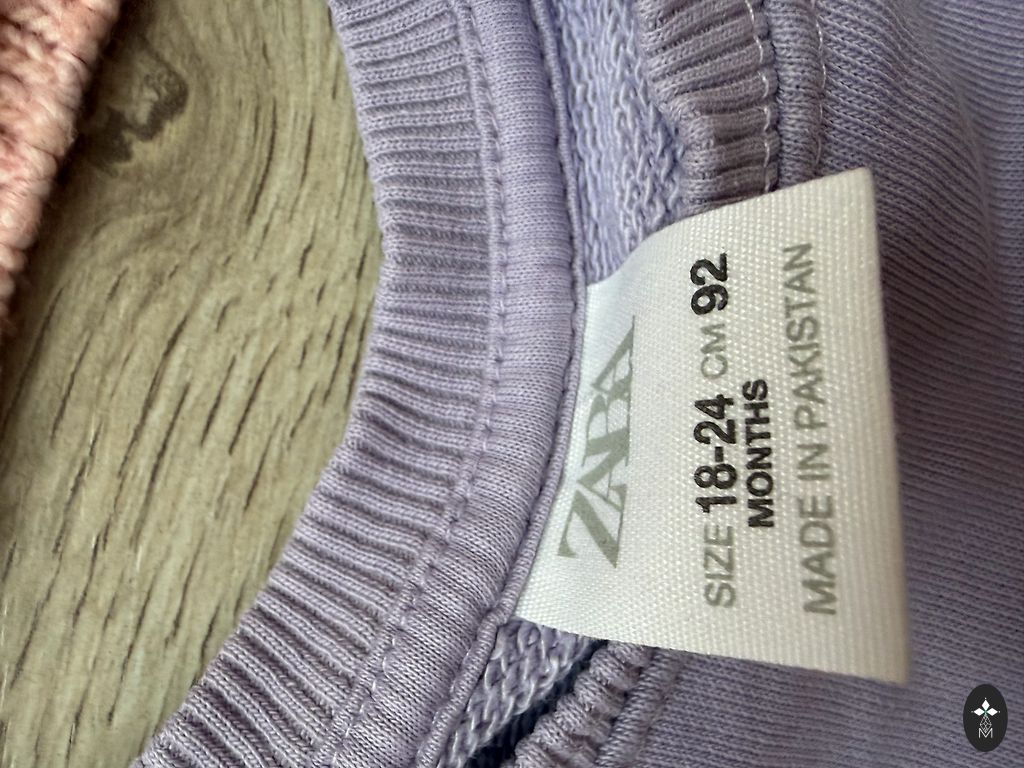 ZARA
SIZE 18-24 CM 92
MONTHS
MADE IN PAKISTAN
M